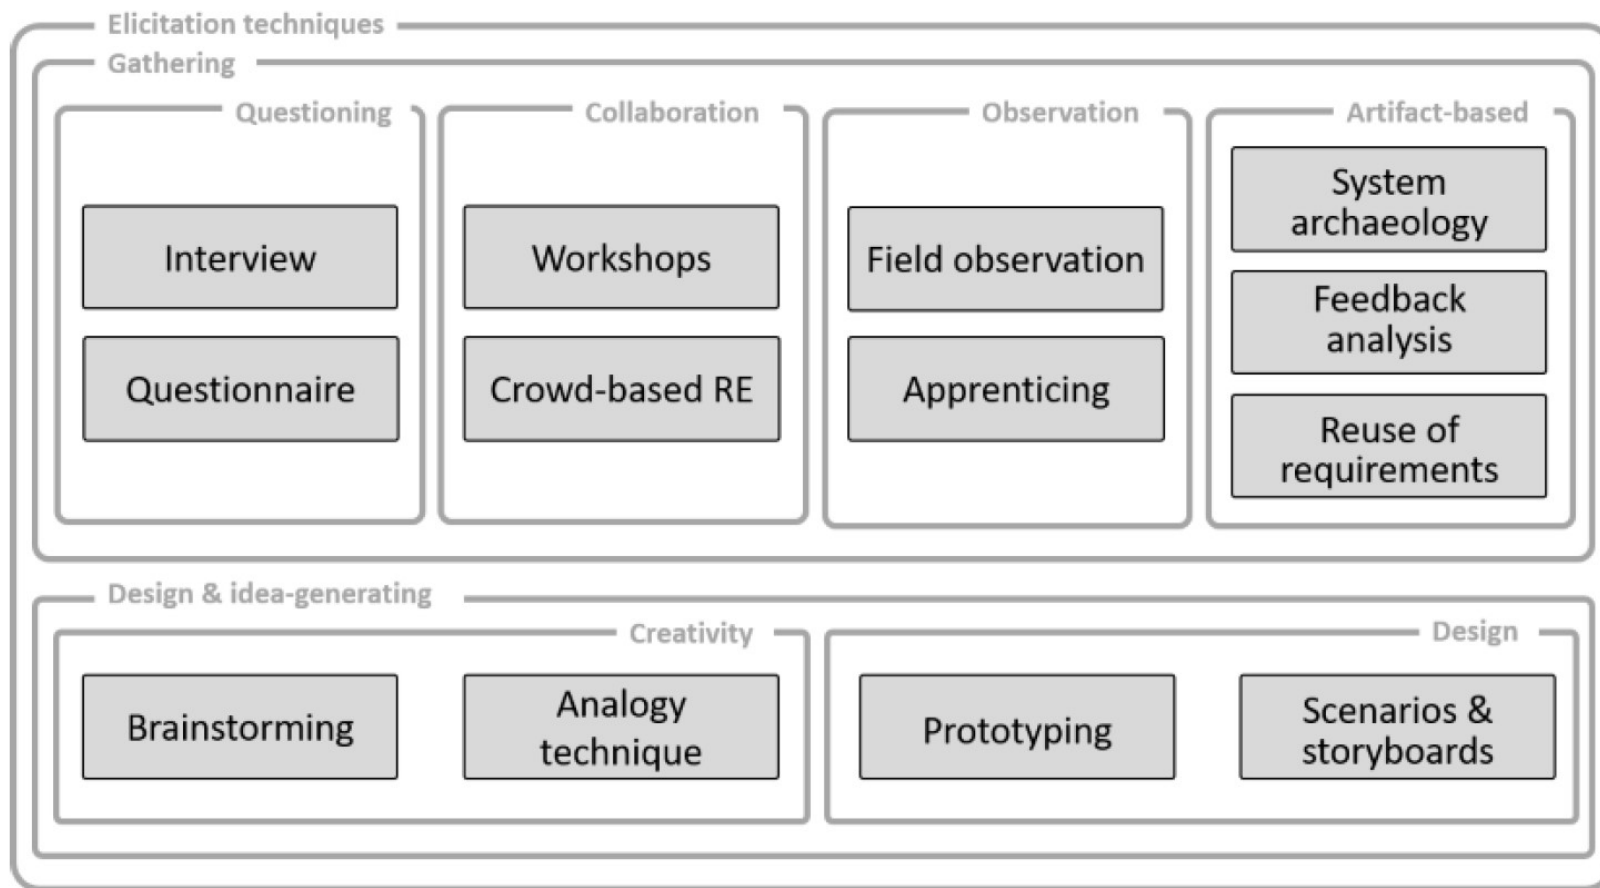 Elicitation techniques
Gathering
Questioning
Interview
Questionnaire
Collaboration
Workshops
Crowd-based RE
Observation
Field observation
Apprenticing
Artifact-based
System
archaeology
Feedback
analysis
Reuse of
requirements
Design & idea-generating
Creativity
Brainstorming
Analogy
technique
Design
Prototyping
Scenarios &
storyboards